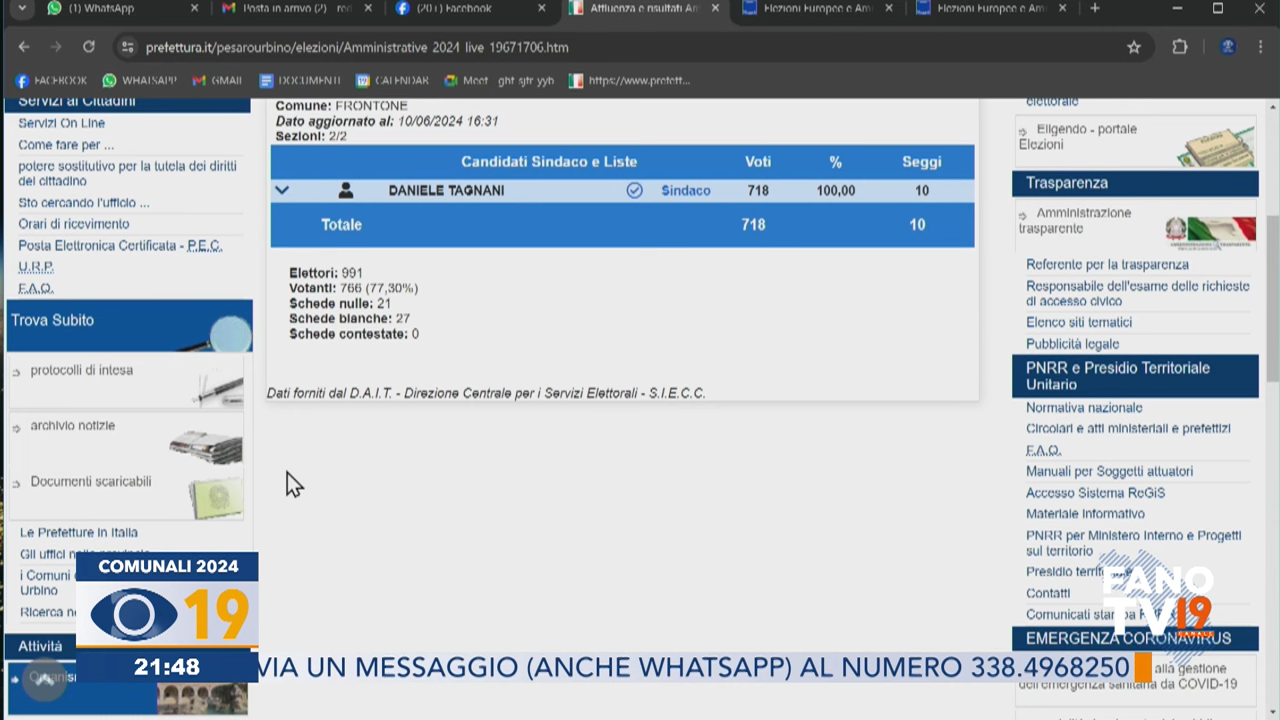 (1) WhatsApp
Posta in arrivo (2)
(20+) Facebook
Affluenza e risultati Am
Elezioni Europee e Am
Elezioni Europee e Am
prefettura.it/pesarourbino/elezioni/Amministrative 2024 live 19671706.htm
FACEBOOK
WHATSAPP
GMAIL
DOCUMENTI
CALENDAR
Meet
https://www.prefett...
Servizi ai Cittadini
Servizi On Line
Come fare per ...
potere sostitutivo per la tutela dei diritti
del cittadino
Sto cercando l'ufficio ...
Orari di ricevimento
Posta Elettronica Certificata - P.E.C.
U.R.P.
F.A.Q.
Trova Subito
protocolli di intesa
archivio notizie
Documenti scaricabili
Le Prefetture in Italia
Gli uffici
i Comuni
Urbino
Ricerca
Attività
Comune: FRONTONE
Dato aggiornato al: 10/06/2024 16:31
Sezioni: 2/2
Candidati Sindaco e Liste Voti % Seggi
DANIELE TAGNANI Sindaco 718 100,00 10
Totale 718 10
Elettori: 991
Votanti: 766 (77,30%)
Schede nulle: 21
Schede bianche: 27
Schede contestate: 0
Dati forniti dal D.A.I.T. - Direzione Centrale per i Servizi Elettorali - S.I.E.C.C.
elettorale
Eligendo - portale
Elezioni
Trasparenza
Amministrazione
trasparente
Referente per la trasparenza
Responsabile dell'esame delle richieste
di accesso civico
Elenco siti tematici
Pubblicità legale
PNRR e Presidio Territoriale
Unitario
Normativa nazionale
Circolari e atti ministeriali e prefettizi
F.A.Q.
Manuali per Soggetti attuatori
Accesso Sistema ReGiS
Materiale informativo
PNRR per Ministero Interno e Progetti
sul territorio
Presidio
Contatti
Comunicati
EMERGENZA CORONAVIRUS
alla gestione
dell'emergenza sanitaria da COVID-19
COMUNALI 2024
19
FANO
TV19
21:48
VIA UN MESSAGGIO (ANCHE WHATSAPP) AL NUMERO 338.4968250